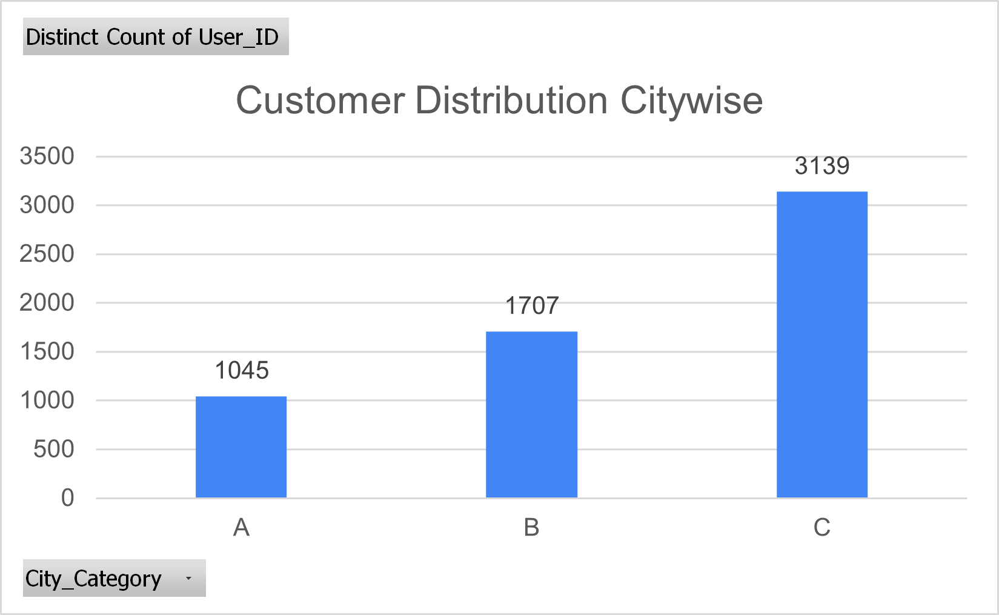 Distinct Count of User_ID
Customer Distribution Citywise
3500
3000
2500
2000
1500
1000
500
0
1045
1707
3139
A
B
C
City_Category